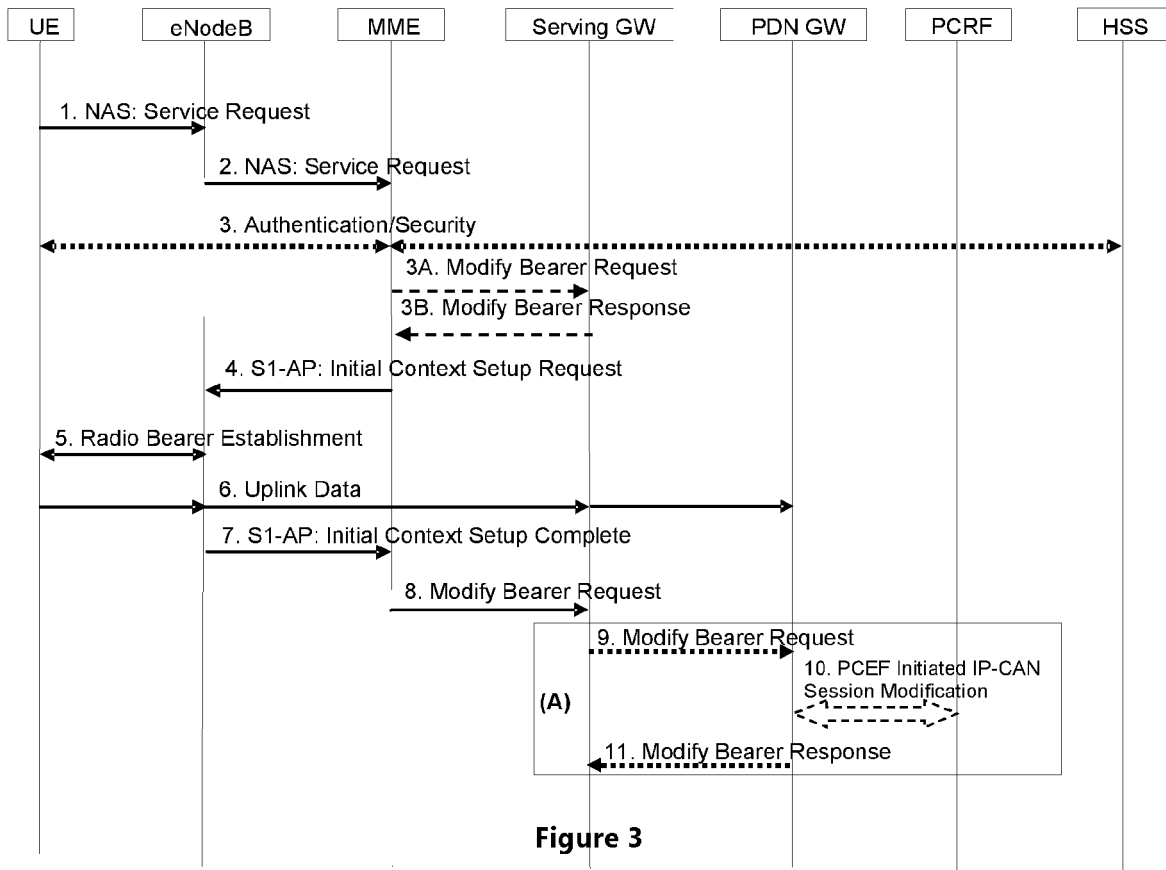 UE eNodeB MME Serving GW PDN GW PCRF HSS
1. NAS: Service Request
2. NAS: Service Request
3. Authentication/Security
3A. Modify Bearer Request
3B. Modify Bearer Response
4. S1-AP: Initial Context Setup Request
5. Radio Bearer Establishment
6. Uplink Data
7. S1-AP: Initial Context Setup Complete
8. Modify Bearer Request
9. Modify Bearer Request
10. PCEF Initiated IP-CAN
Session Modification
(A)
11. Modify Bearer Response
Figure 3